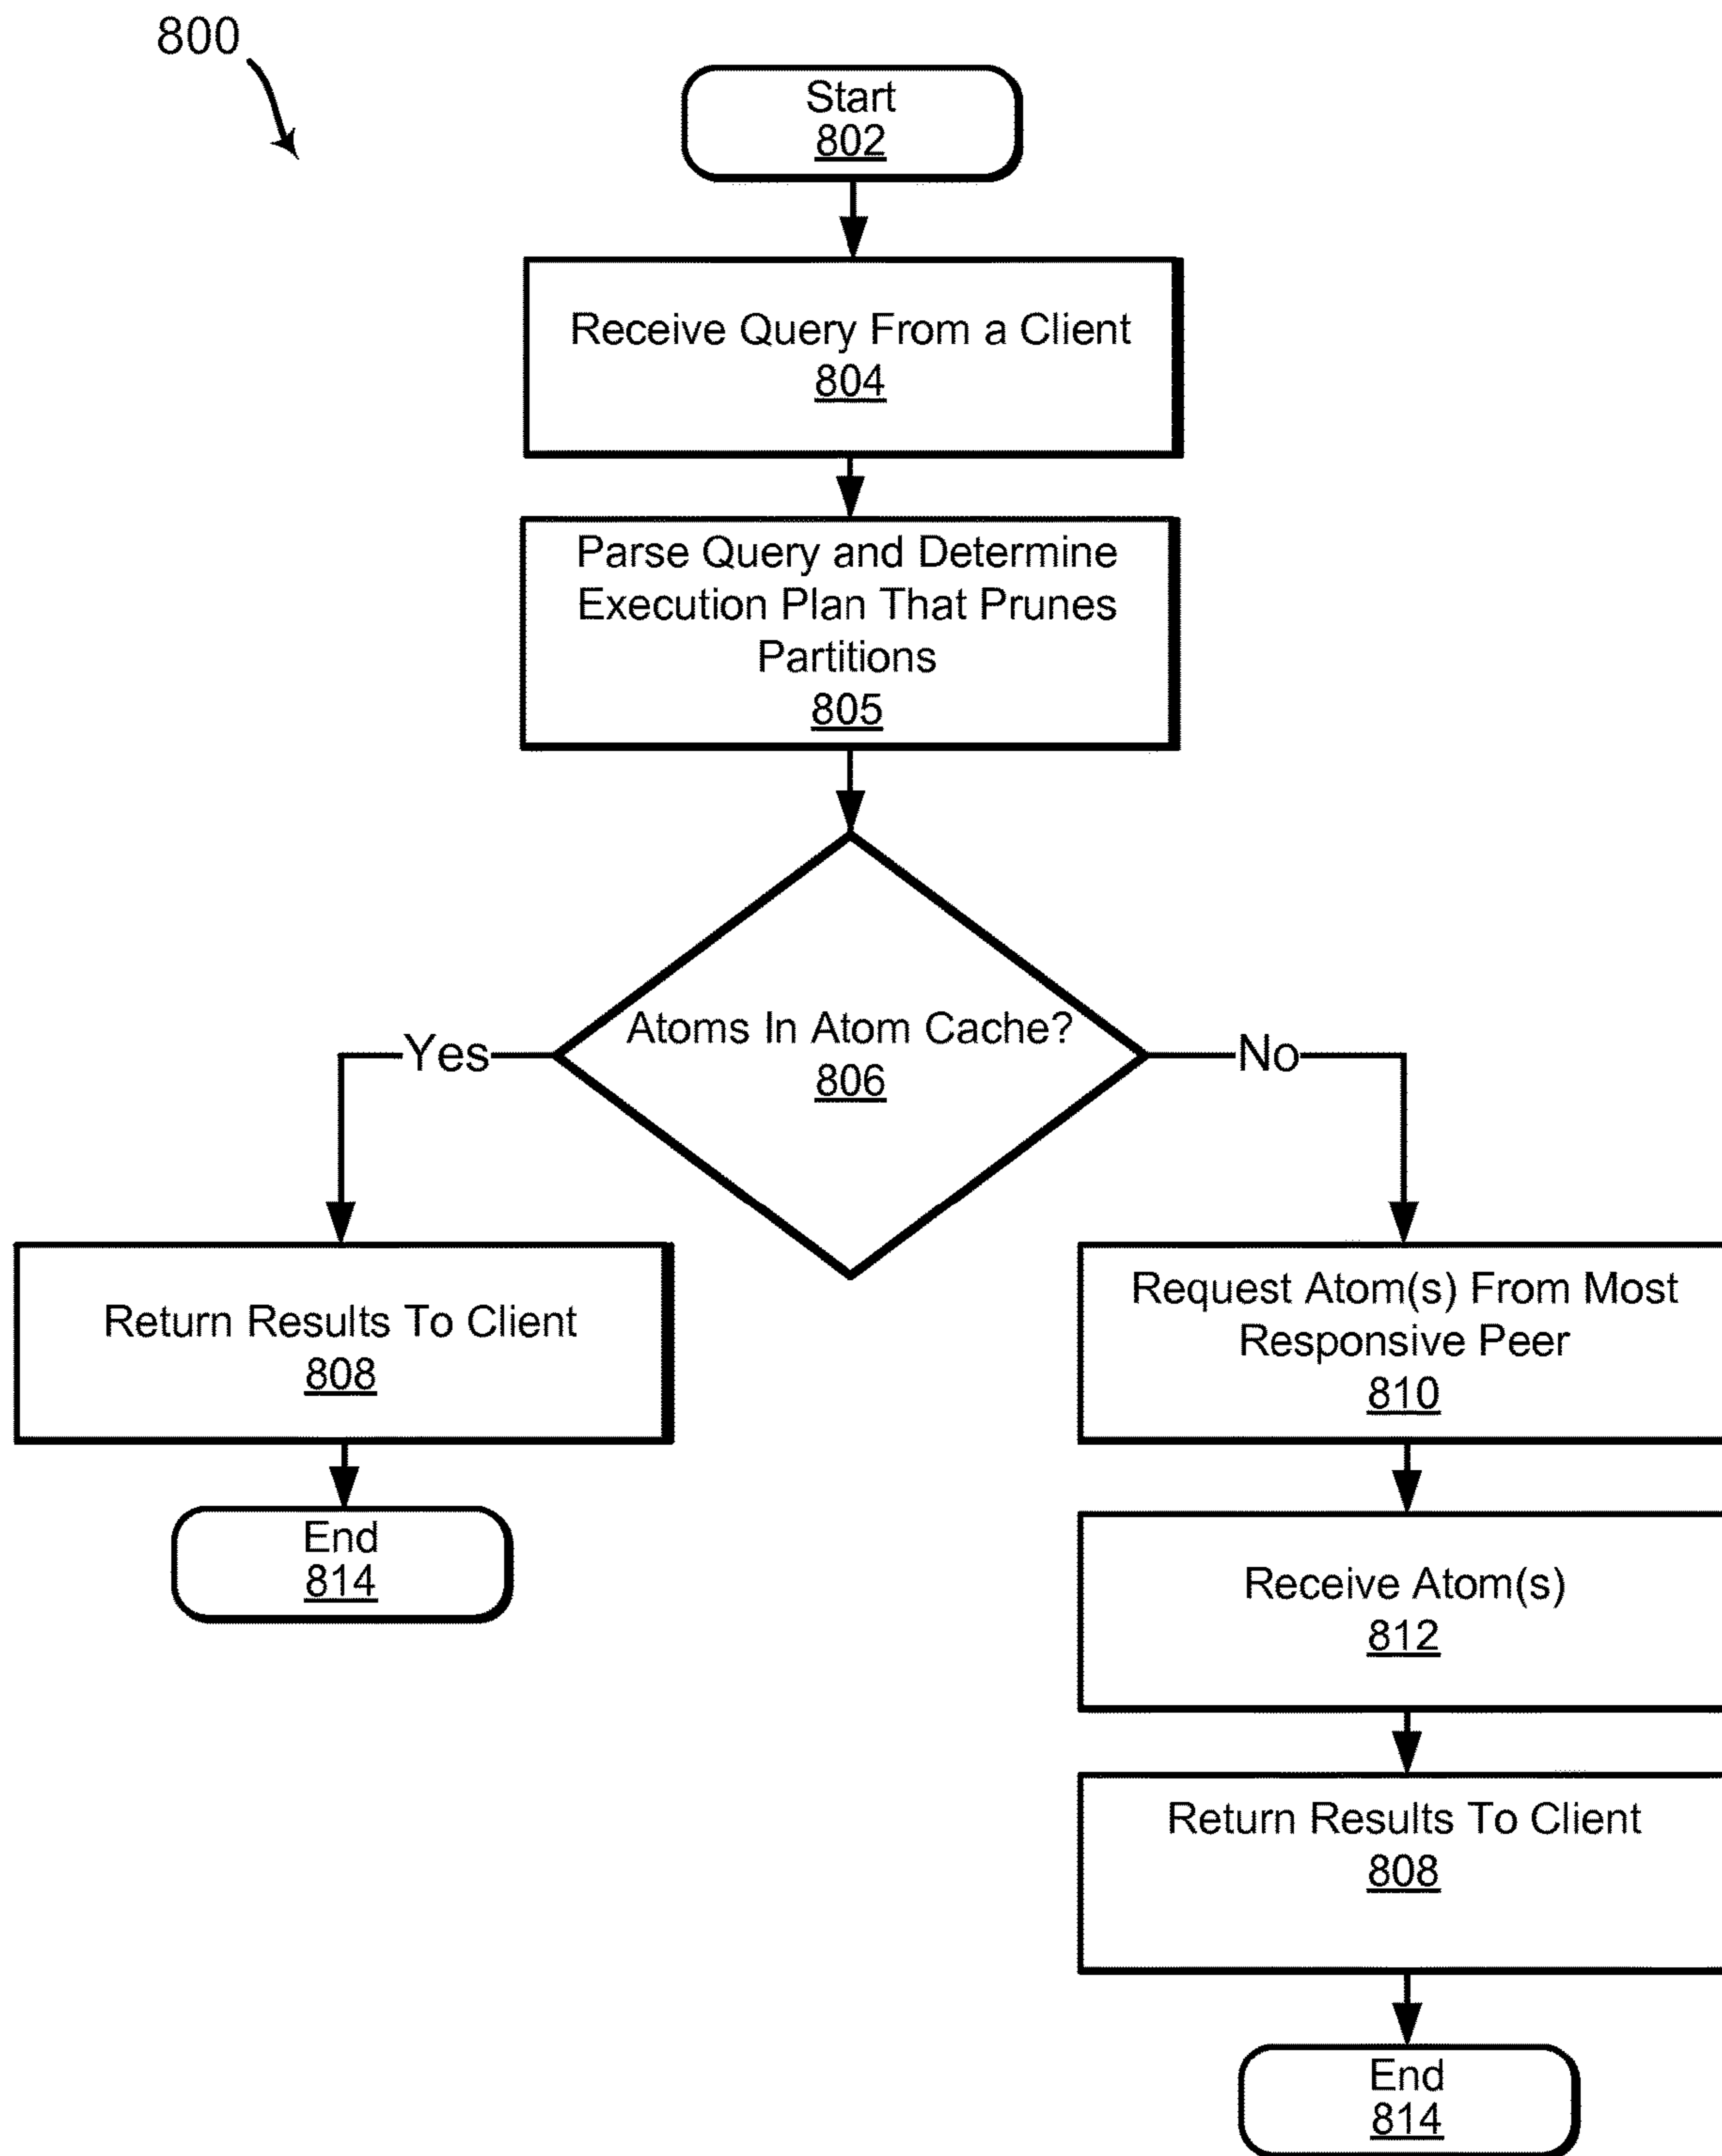 800
Start
802
Receive Query From a Client
804
Parse Query and Determine
Execution Plan That Prunes
Partitions
805
Atoms In Atom Cache?
806
Yes
No
Return Results To Client
808
End
814
Request Atom(s) From Most
Responsive Peer
810
Receive Atom(s)
812
Return Results To Client
808
End
814